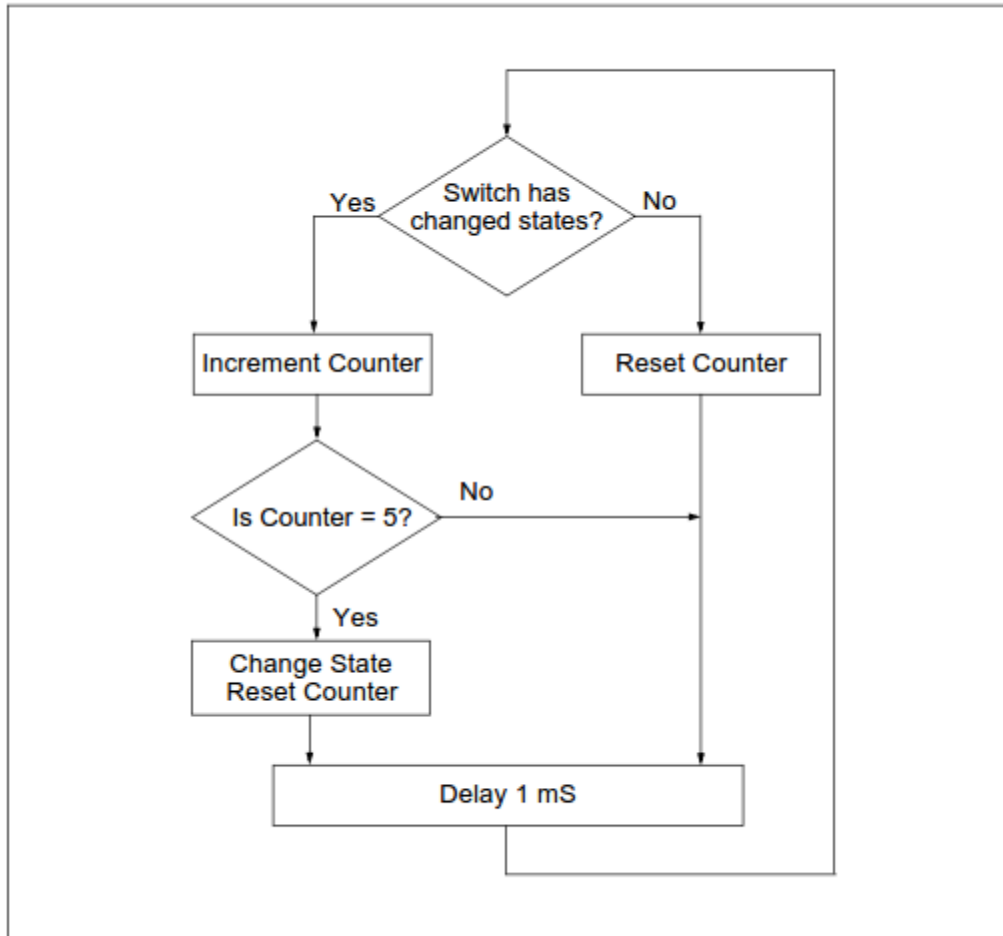 Switch has
changed states?
Yes
No
Increment Counter
Reset Counter
Is Counter = 5?
No
Yes
Change State
Reset Counter
Delay 1 mS